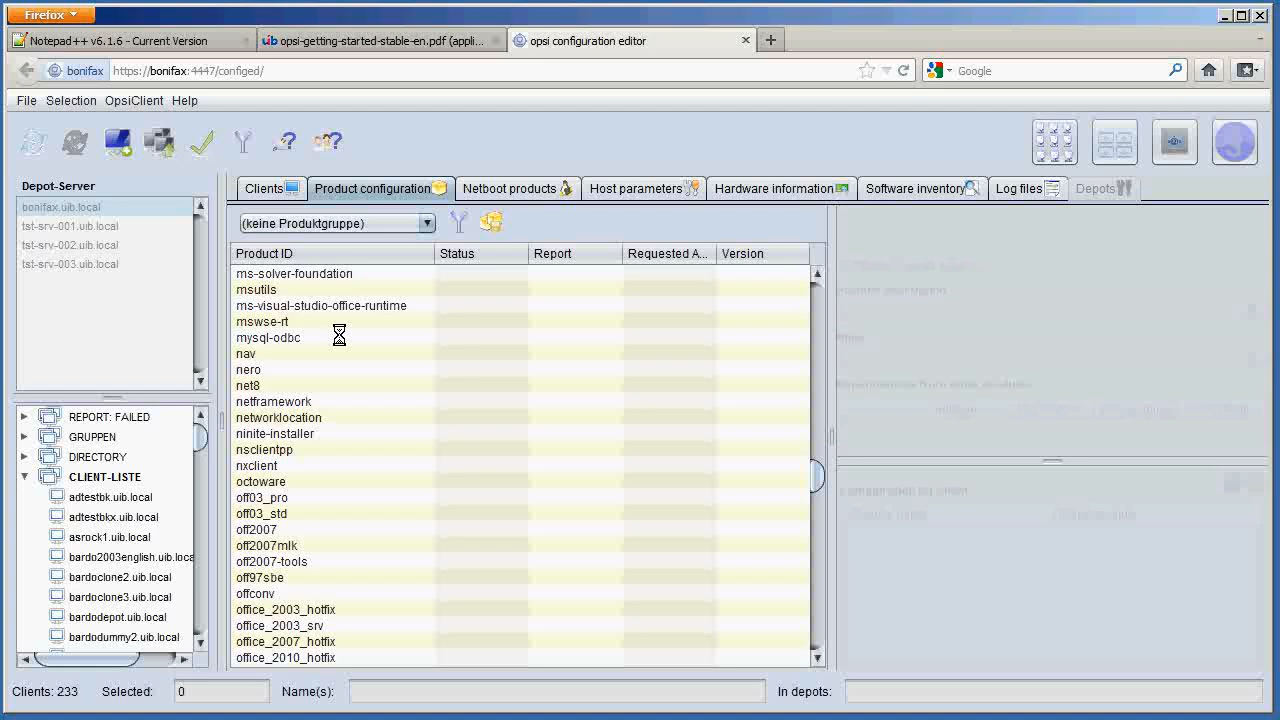 Firefox
Notepad++ v6.1.6 - Current Version
opsi-getting-started-stable-en.pdf (appli...
opsi configuration editor
bonifax
https://bonifax:4447/configed/
Google
File Selection OpsiClient Help
Depot-Server
bonifax.uib.local
tst-srv-001.uib.local
tst-srv-002.uib.local
tst-srv-003.uib.local
REPORT: FAILED
GRUPPEN
DIRECTORY
CLIENT-LISTE
adtestbk.uib.local
adtestbkx.uib.local
asrock1.uib.local
bardo2003english.uib.loca
bardoclone2.uib.local
bardoclone3.uib.local
bardodepot.uib.local
bardodummy2.uib.local
Clients Product configuration Netboot products Host parameters Hardware information Software inventory Log files Depots
(keine Produktgruppe)
Product ID Status Report Requested A... Version
ms-solver-foundation
msutils
ms-visual-studio-office-runtime
mswse-rt
mysql-odbc
nav
nero
net8
netframework
networklocation
ninite-installer
nsclientpp
nxclient
octoware
off03_pro
off03_std
off2007
off2007mlk
off2007-tools
off97sbe
offconv
office_2003_hotfix
office_2003_srv
office_2007_hotfix
office_2010_hotfix
Clients: 233 Selected: 0 Name(s): In depots: